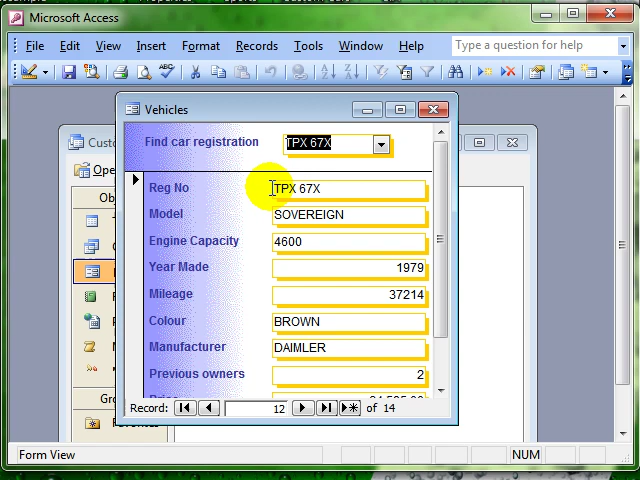 Microsoft Access
File Edit View Insert Format Records Tools Window Help Type a question for help
Vehicles
Find car registration TPX 67X
Reg No TPX 67X
Model SOVEREIGN
Engine Capacity 4600
Year Made 1979
Mileage 37214
Colour BROWN
Manufacturer DAIMLER
Previous owners 2
Record: 12 of 14
Form View NUM